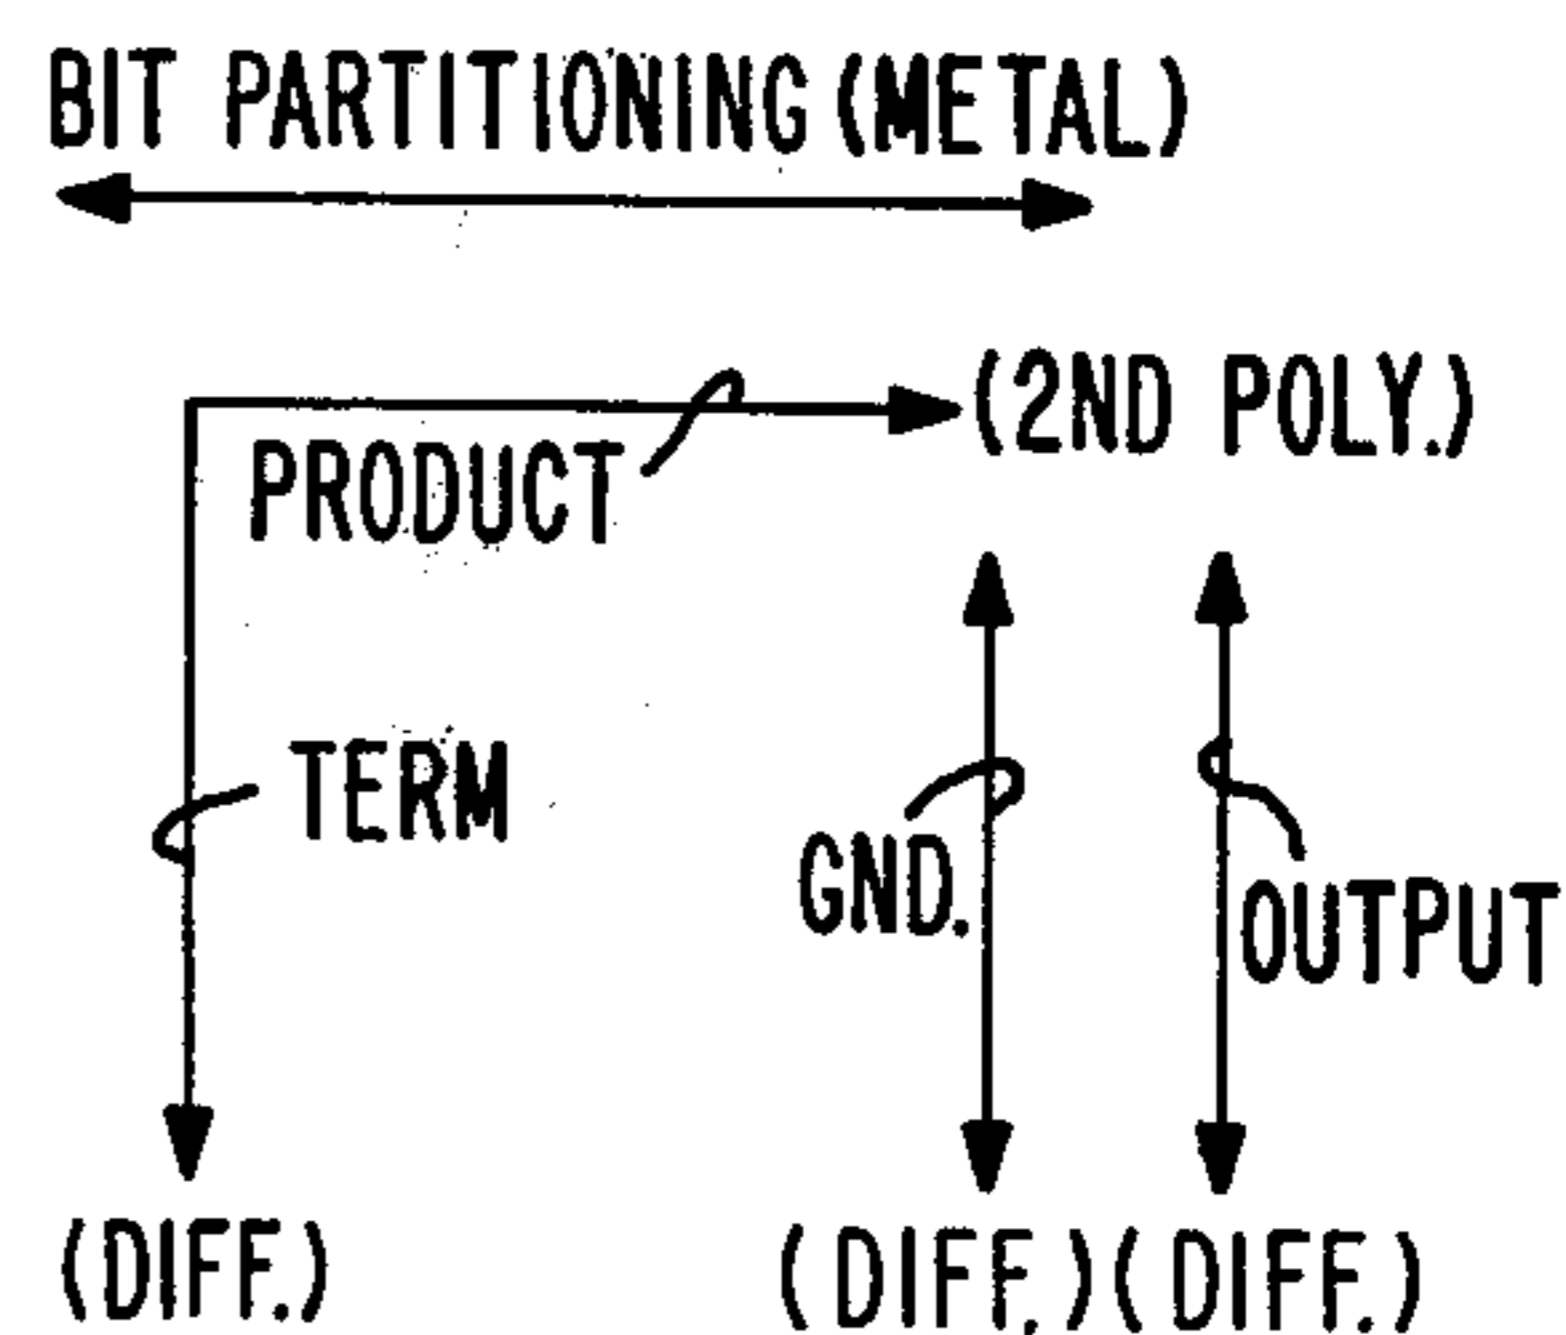 BIT PARTITIONING (METAL)
(2ND POLY.)
PRODUCT
TERM
GND.
OUTPUT
(DIFF.)
(DIFF.) (DIFF.)